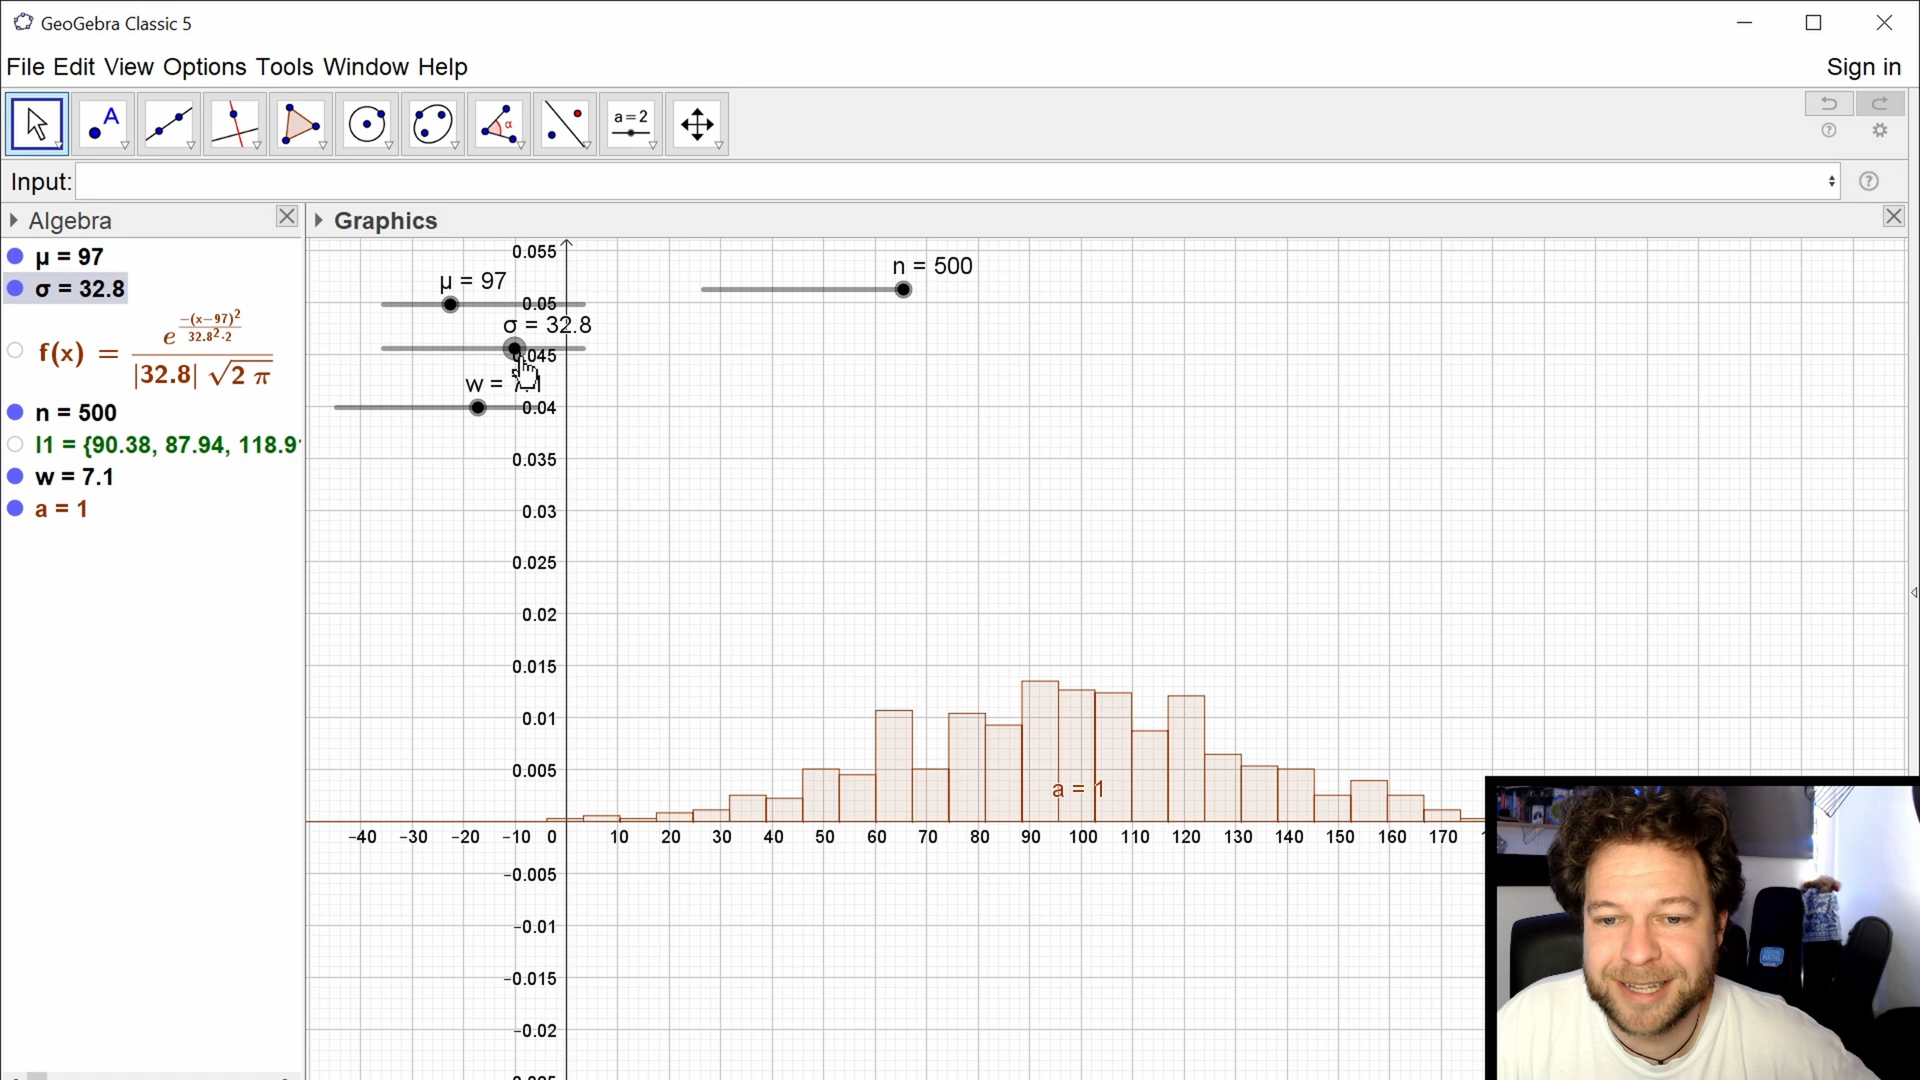 GeoGebra Classic 5
File Edit View Options Tools Window Help
Sign in
A
α
a=2
Input:
Algebra
Graphics
μ = 97
σ = 32.8
f(x) = e^(-(x-97)²/(32.8²·2)) / (|32.8| √2 π)
n = 500
l1 = {90.38, 87.94, 118.9
w = 7.1
a = 1
μ = 97
n = 500
σ = 32.8
w =
0.055
0.05
0.045
0.04
0.035
0.03
0.025
0.02
0.015
0.01
0.005
a = 1
-40 -30 -20 -10 0 10 20 30 40 50 60 70 80 90 100 110 120 130 140 150 160 170
-0.005
-0.01
-0.015
-0.02